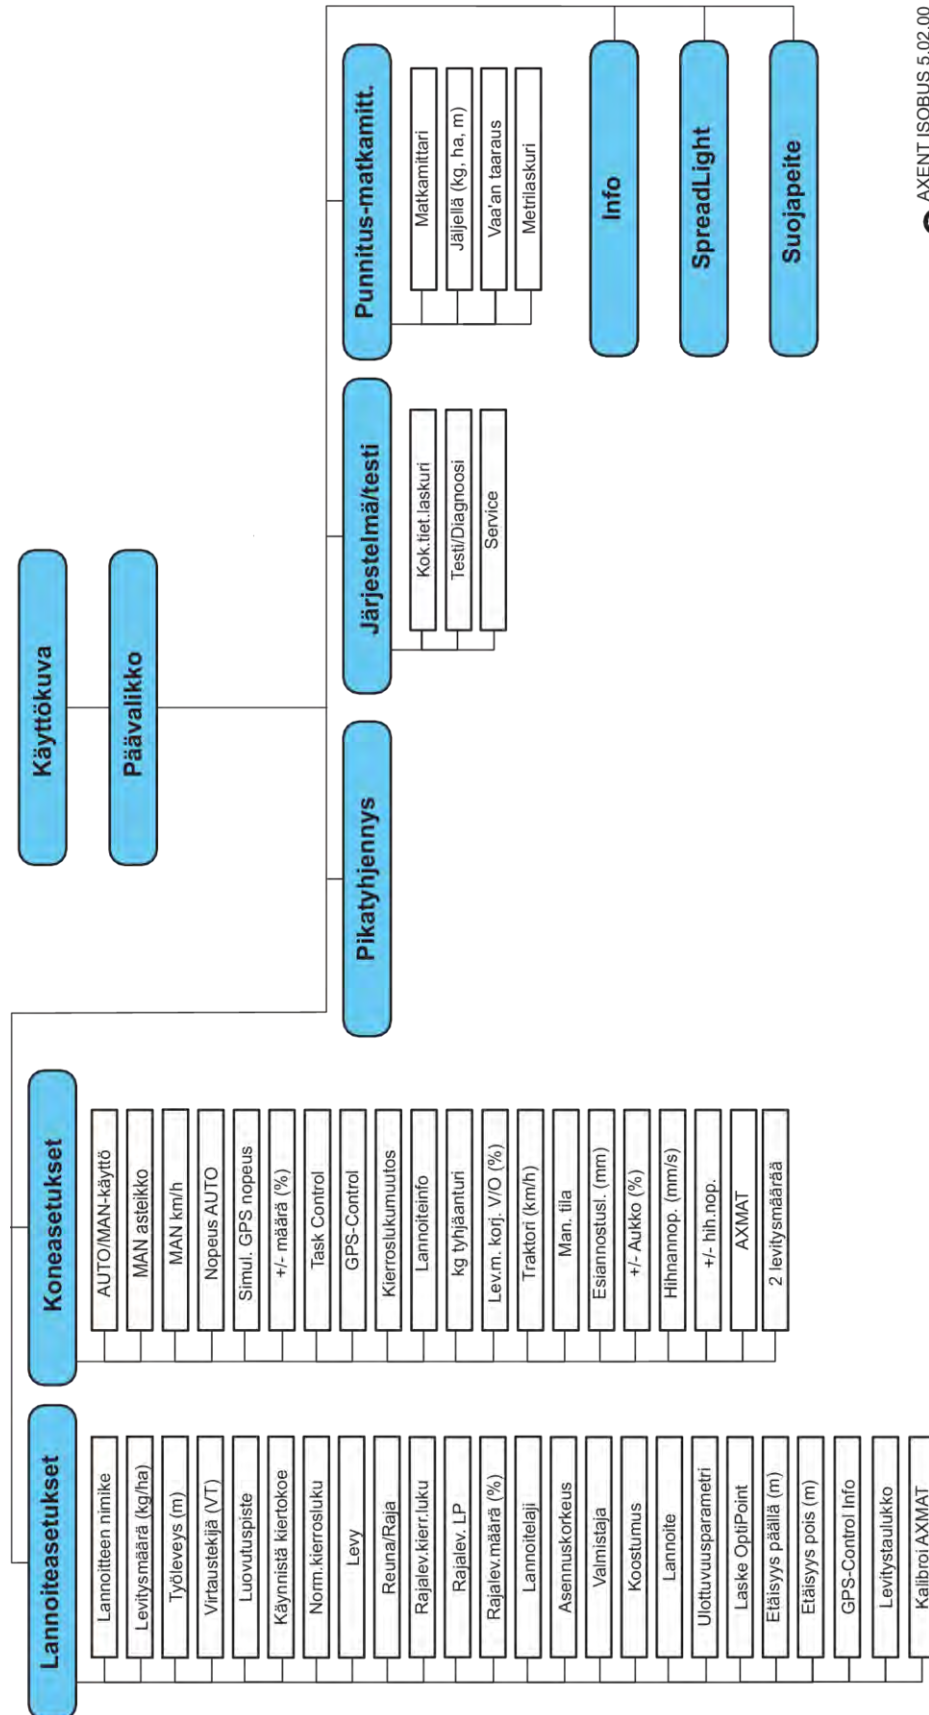 Käyttökuva
Päävalikko
Lannoiteasetukset
Lannoitteen nimike
Levitysmäärä (kg/ha)
Työleveys (m)
Virtaustekijä (VT)
Luovutuspiste
Käynnistä kiertokoe
Norm.kierrosluku
Levy
Reuna/Raja
Rajalev.kierr.luku
Rajalev. LP
Rajalev.määrä (%)
Lannoitelaji
Asennuskorkeus
Valmistaja
Koostumus
Lannoite
Ulottuvuusparametri
Laske OptiPoint
Etäisyys päällä (m)
Etäisyys pois (m)
GPS-Control Info
Levitystaulukko
Kalibroi AXMAT
Koneasetukset
AUTO/MAN-käyttö
MAN asteikko
MAN km/h
Nopeus AUTO
Simul. GPS nopeus
+/- määrä (%)
Task Control
GPS-Control
Kierroslukumuutos
Lannoiteinfo
kg tyhjäanturi
Lev.m. korj. V/O (%)
Traktori (km/h)
Man. tila
Esiannostusl. (mm)
+/- Aukko (%)
Hihnannop. (mm/s)
+/- hih.nop.
AXMAT
2 levitysmäärää
Pikatyhjennys
Järjestelmä/testi
Kok.tiet.laskuri
Testi/Diagnoosi
Service
Punnitus-matkamitt.
Matkamittari
Jäljellä (kg, ha, m)
Vaa'an taaraus
Metrilaskuri
Info
SpreadLight
Suojapeite
AXENT ISOBUS 5.02.00